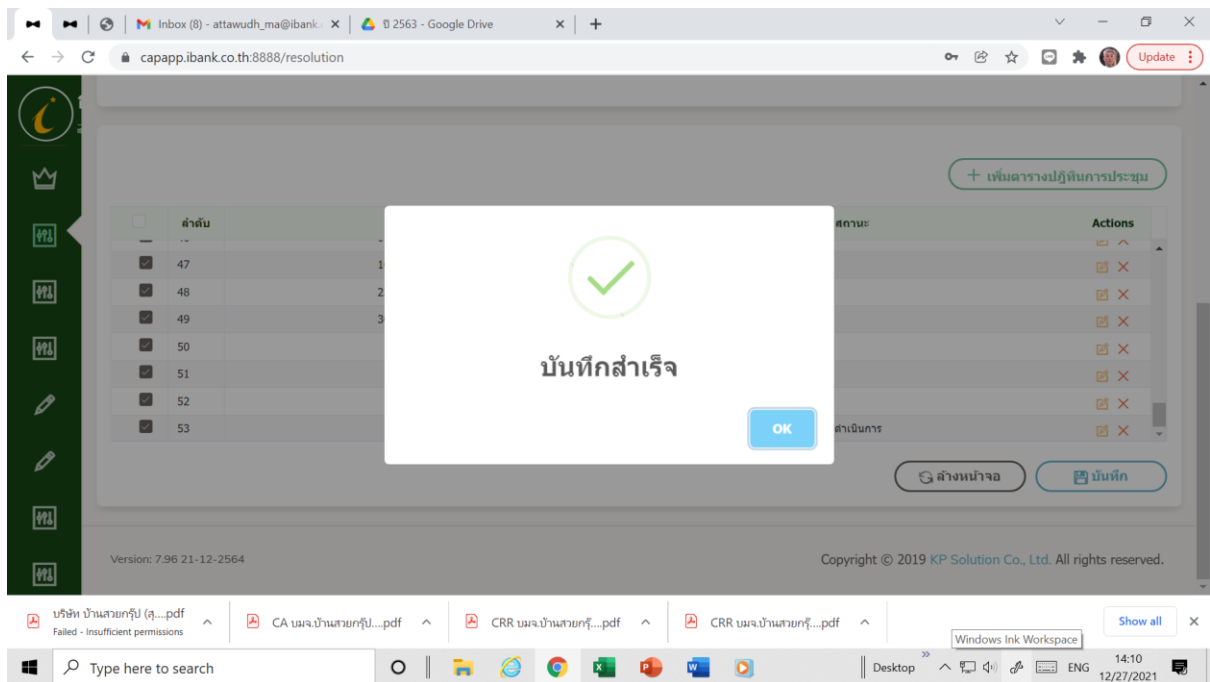 Inbox (8) - attawudh_ma@ibank.
ปี 2563 - Google Drive
capapp.ibank.co.th:8888/resolution
Update
+ เพิ่มตารางปฏิทินการประชุม
ลำดับ สถานะ Actions
47 1
48 2
49 3
50
51
52
53 ดำเนินการ
บันทึกสำเร็จ
OK
ล้างหน้าจอ บันทึก
Version: 7.96 21-12-2564
Copyright © 2019 KP Solution Co., Ltd. All rights reserved.
บริษัท บ้านสวยกรุ๊ป (สุ....pdf
Failed - Insufficient permissions
CA บมจ.บ้านสวยกรุ๊ป....pdf
CRR บมจ.บ้านสวยกรุ๊....pdf
CRR บมจ.บ้านสวยกรุ๊....pdf
Show all
Windows Ink Workspace
Type here to search
Desktop
ENG
14:10
12/27/2021